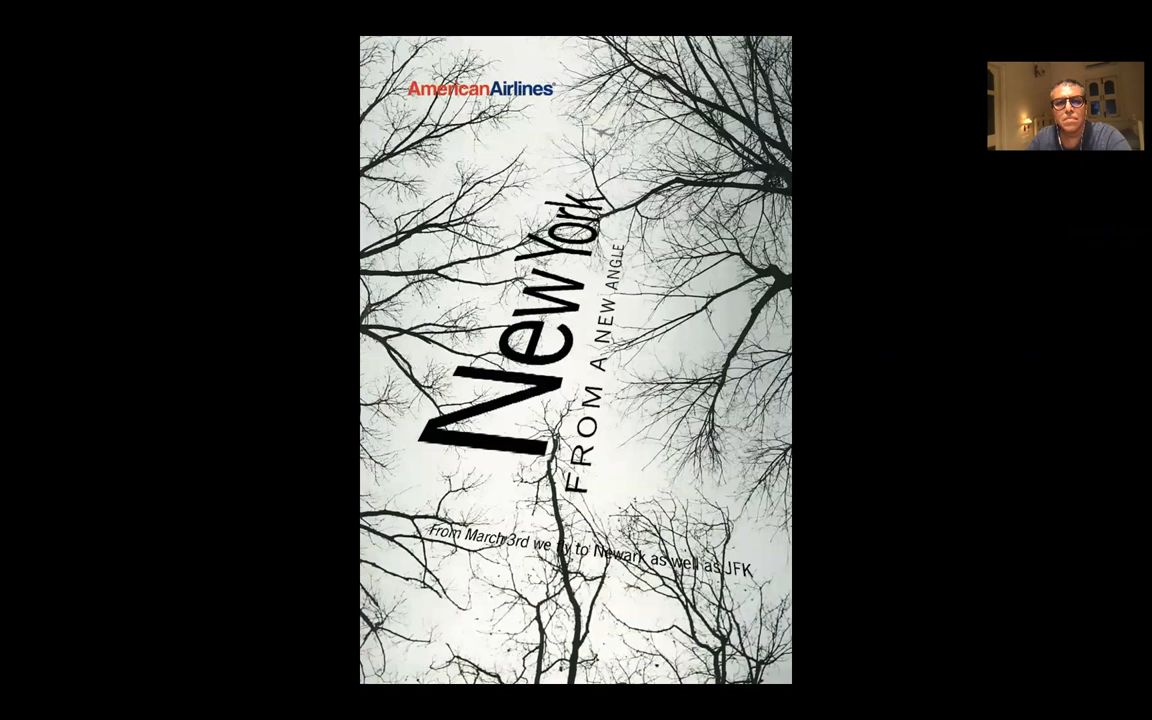 AmericanAirlines®
New York
FROM A NEW ANGLE
From March 3rd we fly to Newark as well as JFK